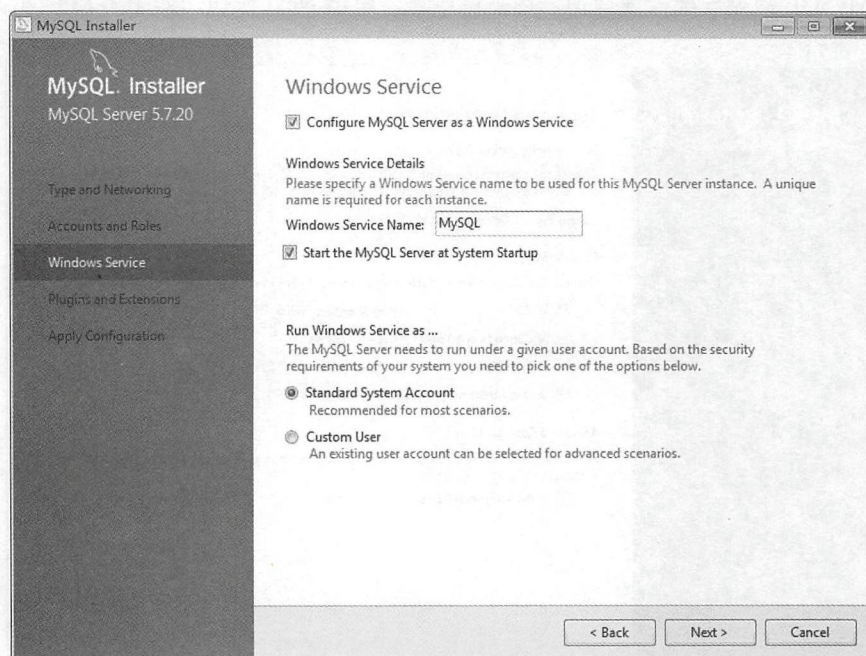 MySQL Installer
MySQL. Installer
MySQL Server 5.7.20
Type and Networking
Accounts and Roles
Windows Service
Plugins and Extensions
Apply Configuration
Windows Service
Configure MySQL Server as a Windows Service
Windows Service Details
Please specify a Windows Service name to be used for this MySQL Server instance. A unique
name is required for each instance.
Windows Service Name: MySQL
Start the MySQL Server at System Startup
Run Windows Service as ...
The MySQL Server needs to run under a given user account. Based on the security
requirements of your system you need to pick one of the options below.
Standard System Account
Recommended for most scenarios.
Custom User
An existing user account can be selected for advanced scenarios.
< Back
Next >
Cancel